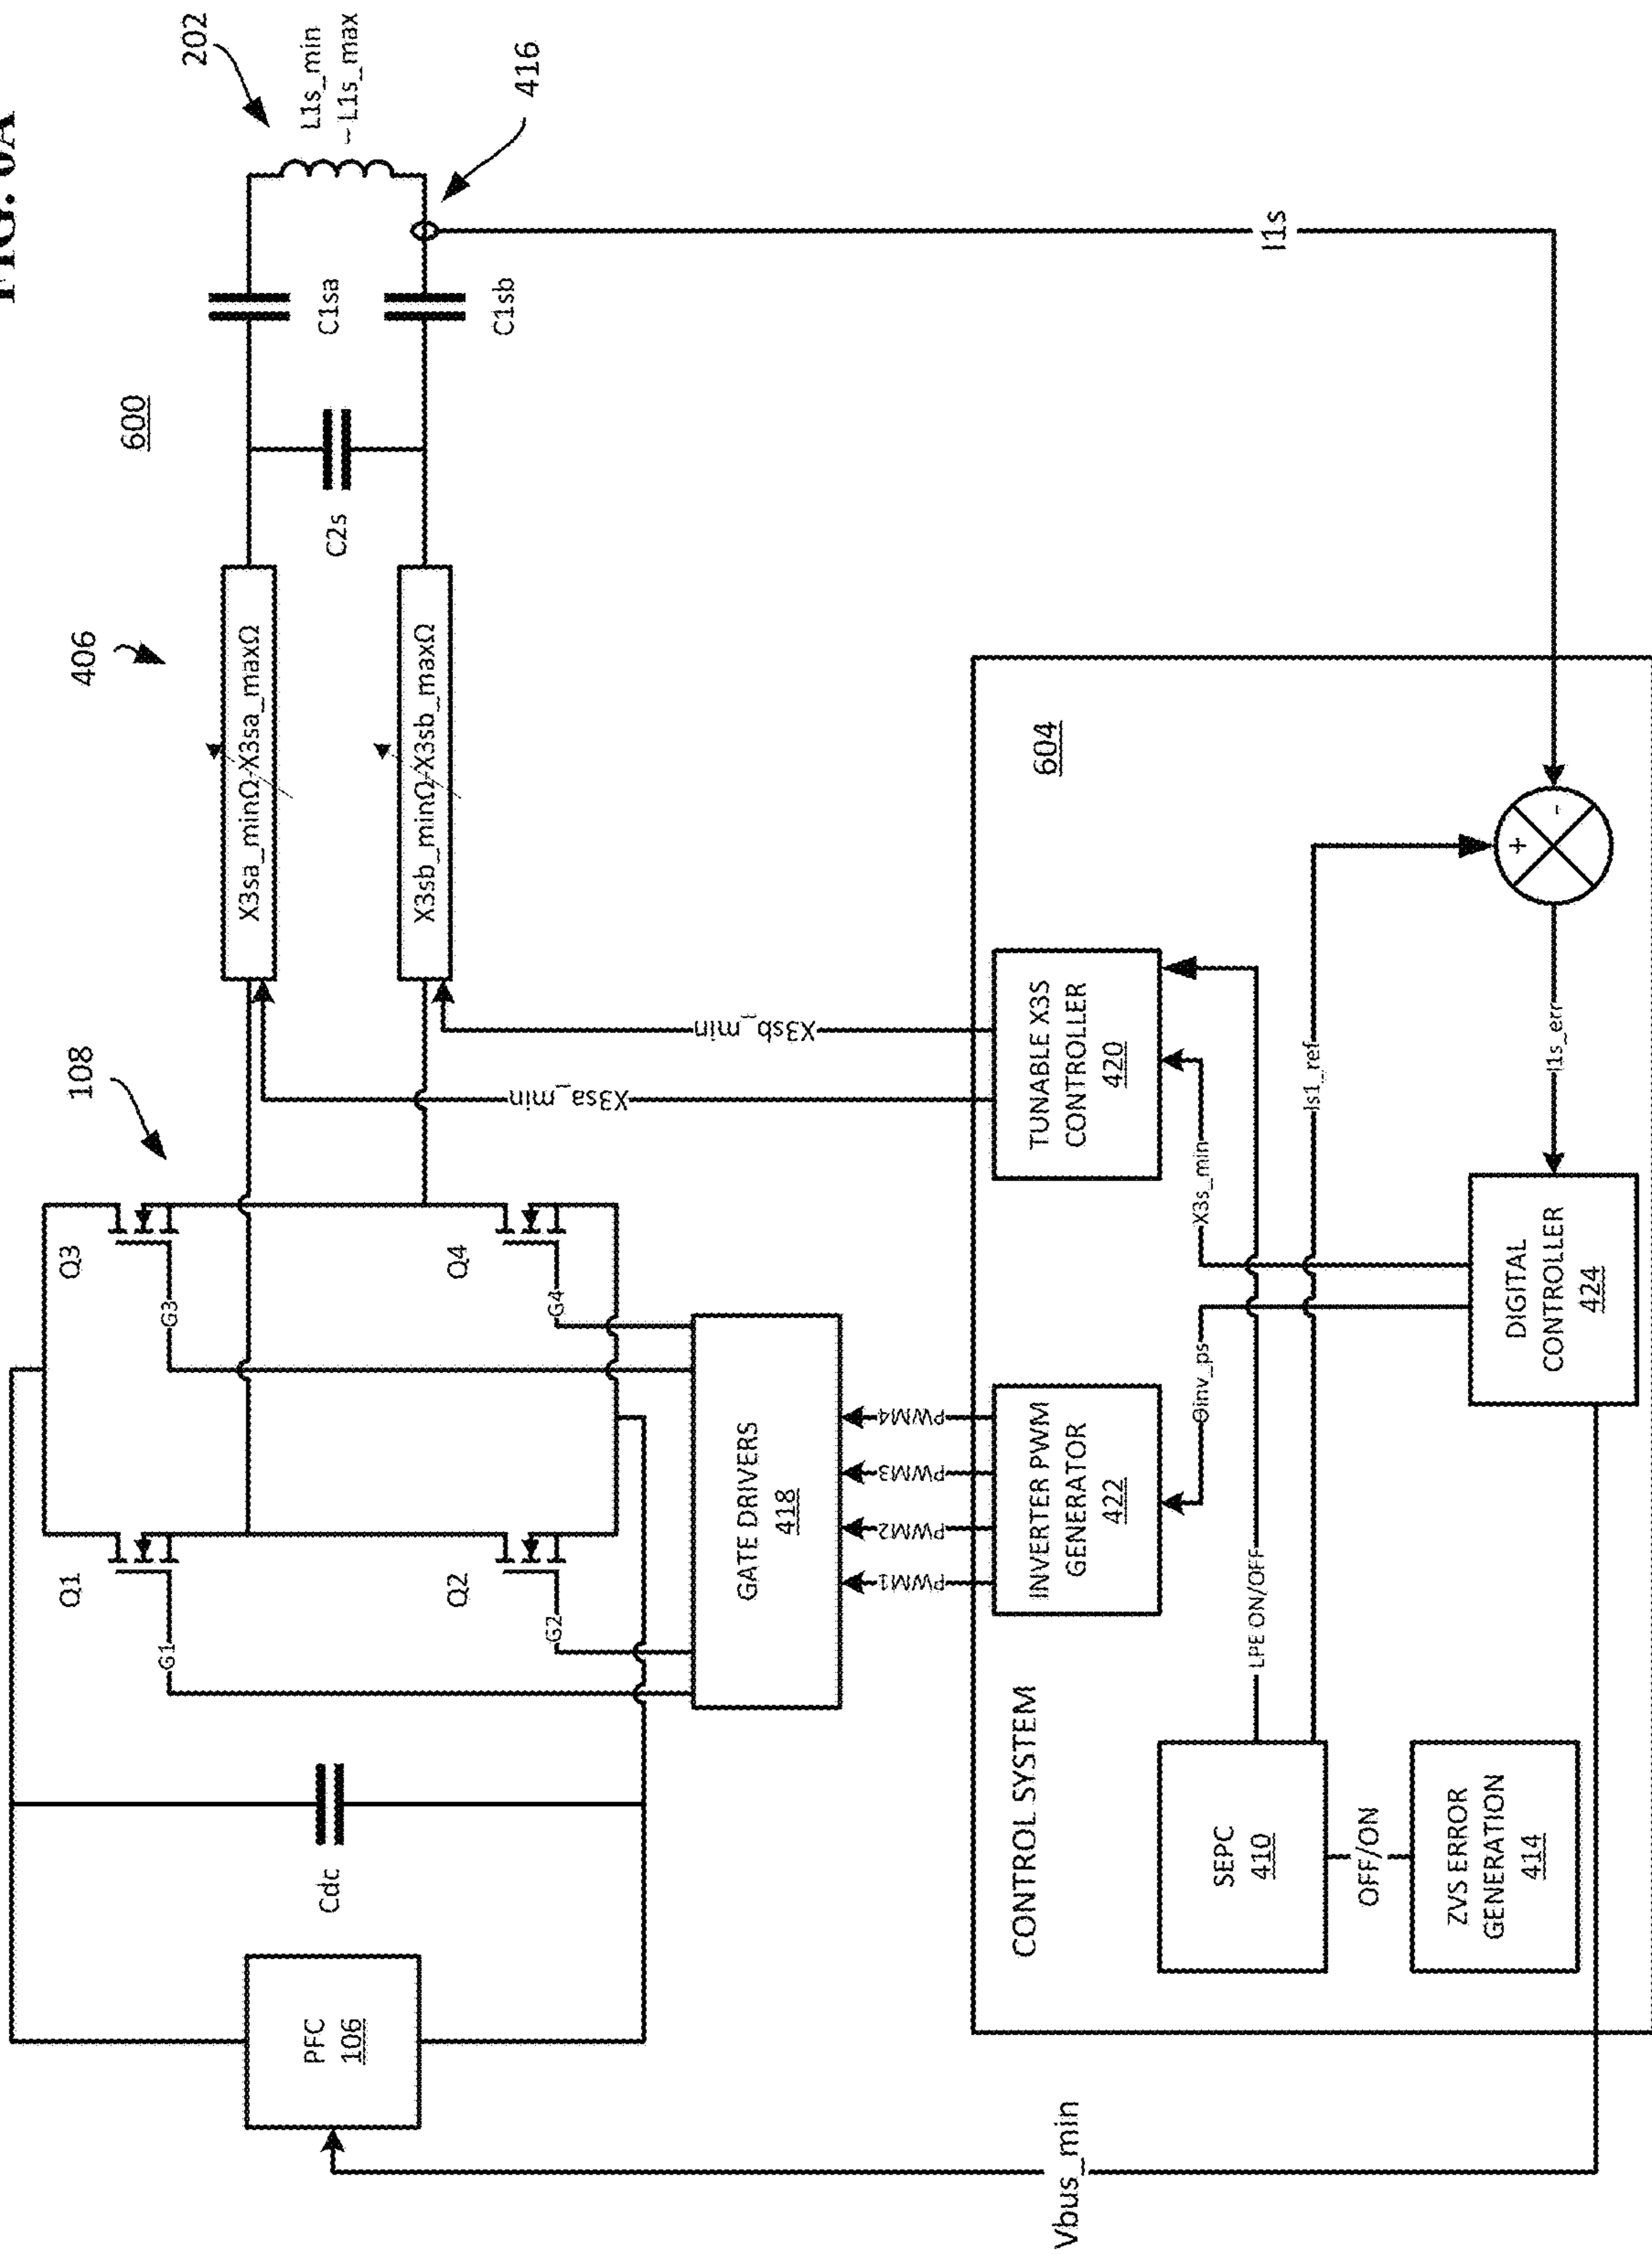 FIG. 6A
202
L1s_min
~ L1s_max
416
600
C1sa
C1sb
C2s
406
X3sa_minΩ-X3sa_maxΩ
X3sb_minΩ-X3sb_maxΩ
108
Q1
Q2
Q3
Q4
G1
G2
G3
G4
Cdc
PFC
106
GATE DRIVERS
418
PWM1
PWM2
PWM3
PWM4
X3sa_min
X3sb_min
I1s
Vbus_min
CONTROL SYSTEM
604
INVERTER PWM
GENERATOR
422
TUNABLE X3S
CONTROLLER
420
SEPC
410
OFF/ON
ZVS ERROR
GENERATION
414
LPE ON/OFF
Is1_ref
Θinv_ps
X3s_min
DIGITAL
CONTROLLER
424
I1s_err
+
-